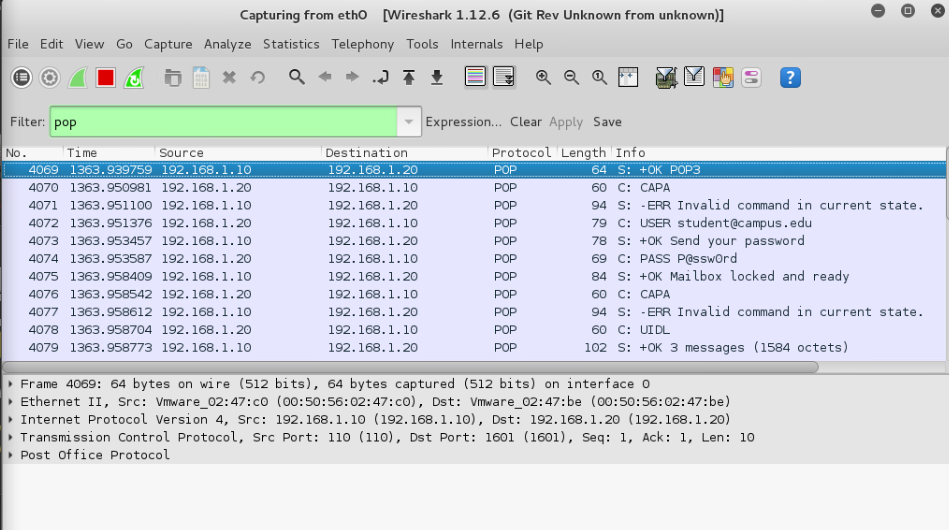 Capturing from eth0 [Wireshark 1.12.6 (Git Rev Unknown from unknown)]
File Edit View Go Capture Analyze Statistics Telephony Tools Internals Help
Filter: pop Expression... Clear Apply Save
No. Time Source Destination Protocol Length Info
4069 1363.939759 192.168.1.10 192.168.1.20 POP 64 S: +OK POP3
4070 1363.950981 192.168.1.20 192.168.1.10 POP 60 C: CAPA
4071 1363.951100 192.168.1.10 192.168.1.20 POP 94 S: -ERR Invalid command in current state.
4072 1363.951376 192.168.1.20 192.168.1.10 POP 79 C: USER student@campus.edu
4073 1363.953457 192.168.1.10 192.168.1.20 POP 78 S: +OK Send your password
4074 1363.953587 192.168.1.20 192.168.1.10 POP 69 C: PASS P@ssw0rd
4075 1363.958409 192.168.1.10 192.168.1.20 POP 84 S: +OK Mailbox locked and ready
4076 1363.958542 192.168.1.20 192.168.1.10 POP 60 C: CAPA
4077 1363.958612 192.168.1.10 192.168.1.20 POP 94 S: -ERR Invalid command in current state.
4078 1363.958704 192.168.1.20 192.168.1.10 POP 60 C: UIDL
4079 1363.958773 192.168.1.10 192.168.1.20 POP 102 S: +OK 3 messages (1584 octets)
Frame 4069: 64 bytes on wire (512 bits), 64 bytes captured (512 bits) on interface 0
Ethernet II, Src: Vmware_02:47:c0 (00:50:56:02:47:c0), Dst: Vmware_02:47:be (00:50:56:02:47:be)
Internet Protocol Version 4, Src: 192.168.1.10 (192.168.1.10), Dst: 192.168.1.20 (192.168.1.20)
Transmission Control Protocol, Src Port: 110 (110), Dst Port: 1601 (1601), Seq: 1, Ack: 1, Len: 10
Post Office Protocol